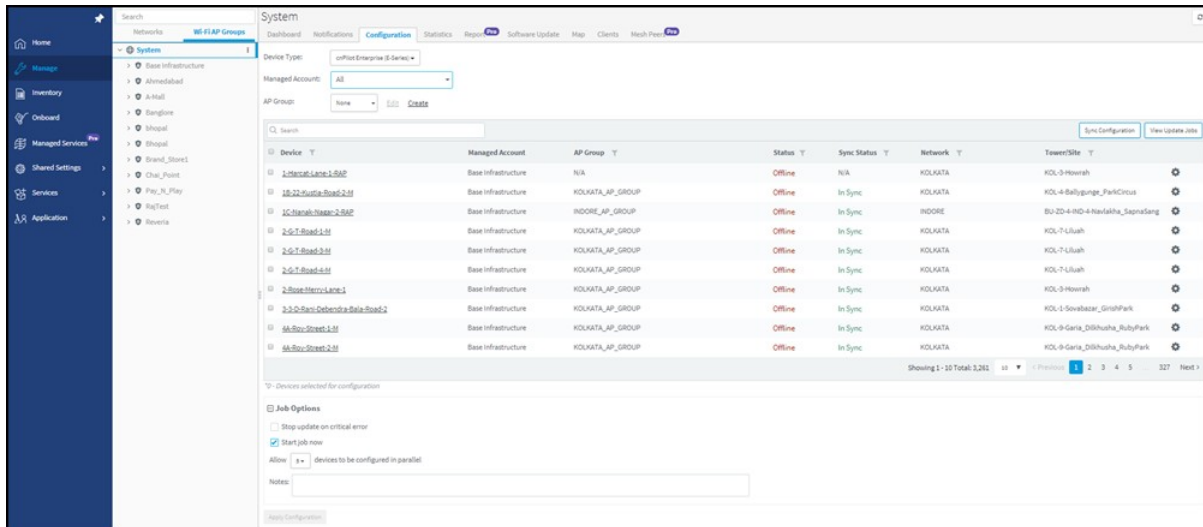 Home
Manage
Inventory
Onboard
Managed Services Pro
Shared Settings
Services
Application
Search
Networks Wi-Fi AP Groups
System
Base Infrastructure
Ahmedabad
A-Mall
Banglore
bhopal
Bhopal
Brand_Store1
Chai_Point
Pay_N_Play
RajTest
Reveria
System
Dashboard Notifications Configuration Statistics Report Pro Software Update Map Clients Mesh Peers Pro
Device Type: cnPilot Enterprise (E-Series)
Managed Account: All
AP Group: None Edit Create
Search Sync Configuration View Update Jobs
Device Managed Account AP Group Status Sync Status Network Tower/Site
1-Harcat-Lane-1-RAP Base Infrastructure N/A Offline N/A KOLKATA KOL-3-Howrah
1B-22-Kustia-Road-2-M Base Infrastructure KOLKATA_AP_GROUP Offline In Sync KOLKATA KOL-4-Ballygunge_ParkCircus
1C-Nanak-Nagar-2-RAP Base Infrastructure INDORE_AP_GROUP Offline In Sync INDORE BU-ZD-4-IND-4-Navlakha_SapnaSang
2-G-T-Road-1-M Base Infrastructure KOLKATA_AP_GROUP Offline In Sync KOLKATA KOL-7-Liluah
2-G-T-Road-3-M Base Infrastructure KOLKATA_AP_GROUP Offline In Sync KOLKATA KOL-7-Liluah
2-G-T-Road-4-M Base Infrastructure KOLKATA_AP_GROUP Offline In Sync KOLKATA KOL-7-Liluah
2-Rose-Merry-Lane-1 Base Infrastructure KOLKATA_AP_GROUP Offline In Sync KOLKATA KOL-3-Howrah
3-3-D-Rani-Debendra-Bala-Road-2 Base Infrastructure KOLKATA_AP_GROUP Offline In Sync KOLKATA KOL-1-Sovabazar_GirishPark
4A-Roy-Street-1-M Base Infrastructure KOLKATA_AP_GROUP Offline In Sync KOLKATA KOL-9-Garia_Dilkhusha_RubyPark
4A-Roy-Street-2-M Base Infrastructure KOLKATA_AP_GROUP Offline In Sync KOLKATA KOL-9-Garia_Dilkhusha_RubyPark
Showing 1 - 10 Total: 3,261 10 < Previous 1 2 3 4 5 ... 327 Next >
*0 - Devices selected for configuration
Job Options
Stop update on critical error
Start job now
Allow 3 devices to be configured in parallel
Notes:
Apply Configuration